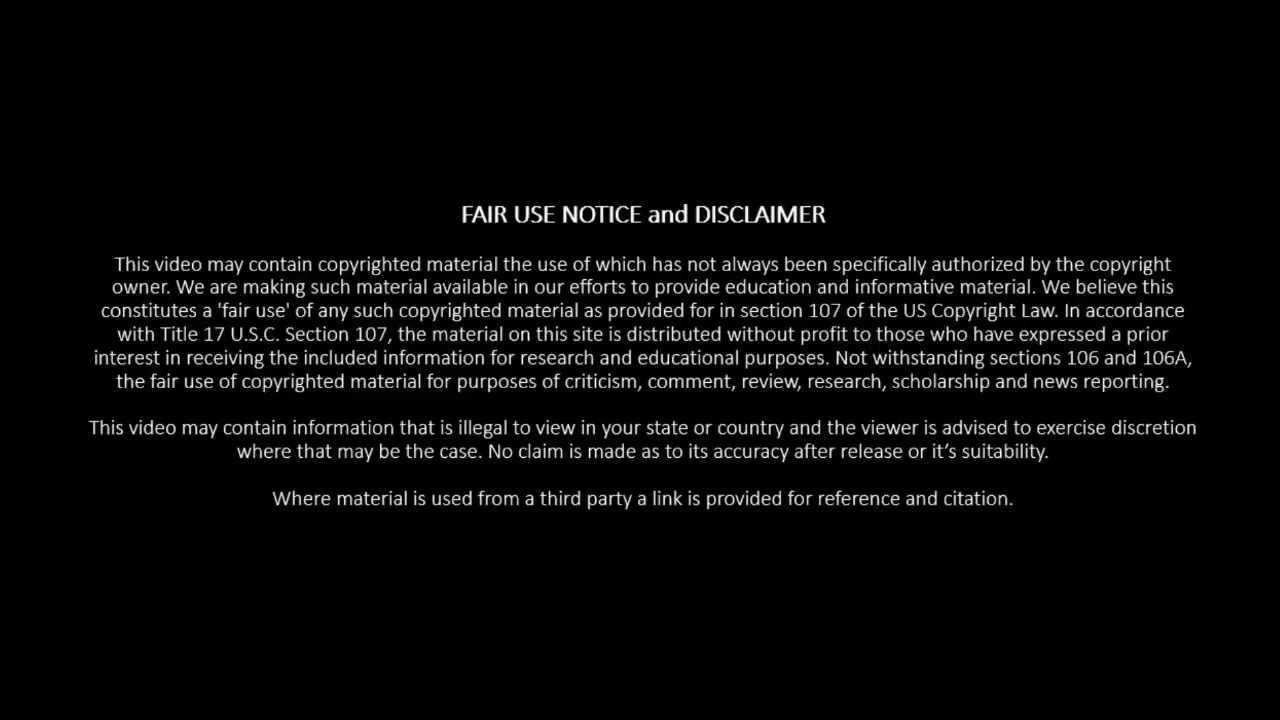 FAIR USE NOTICE and DISCLAIMER
This video may contain copyrighted material the use of which has not always been specifically authorized by the copyright
owner. We are making such material available in our efforts to provide education and informative material. We believe this
constitutes a 'fair use' of any such copyrighted material as provided for in section 107 of the US Copyright Law. In accordance
with Title 17 U.S.C. Section 107, the material on this site is distributed without profit to those who have expressed a prior
interest in receiving the included information for research and educational purposes. Not withstanding sections 106 and 106A,
the fair use of copyrighted material for purposes of criticism, comment, review, research, scholarship and news reporting.
This video may contain information that is illegal to view in your state or country and the viewer is advised to exercise discretion
where that may be the case. No claim is made as to its accuracy after release or it’s suitability.
Where material is used from a third party a link is provided for reference and citation.